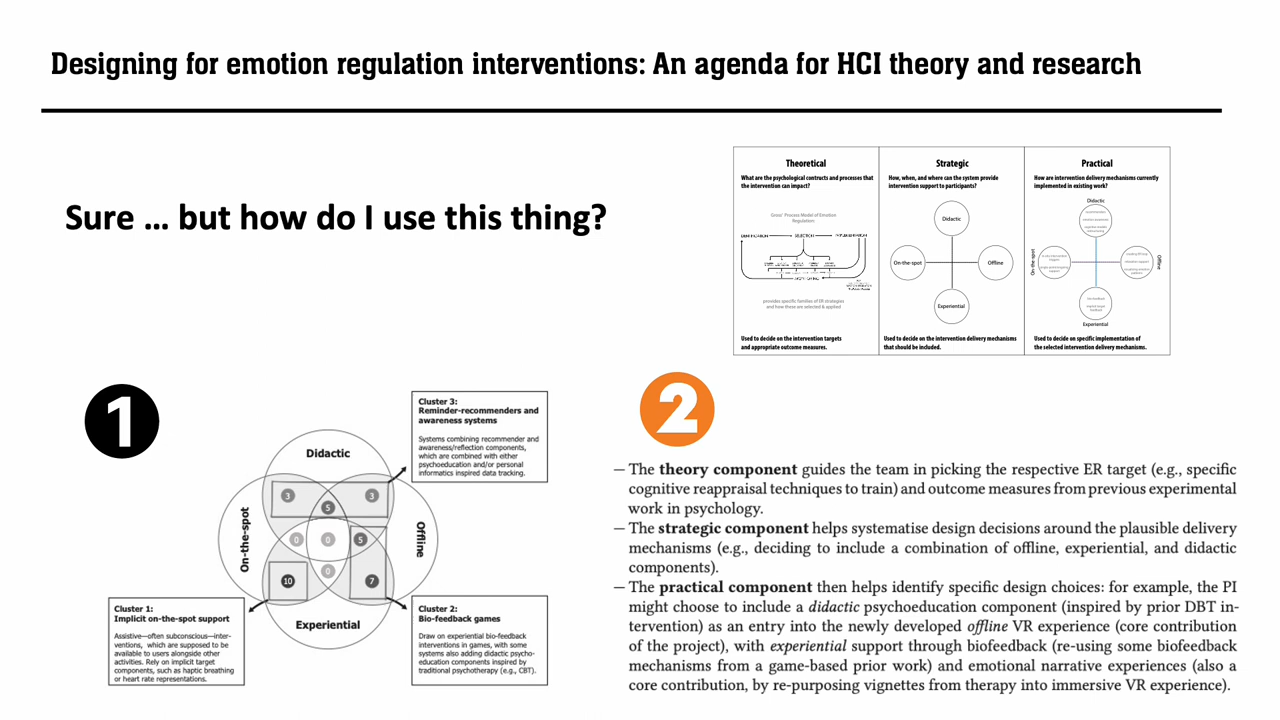 Designing for emotion regulation interventions: An agenda for HCI theory and research
Sure ... but how do I use this thing?
Theoretical
What are the psychological contructs and processes that
the intervention can impact?
Gross' Process Model of Emotion
Regulation:
IDENTIFICATION
SELECTION
IMPLEMENTATION
provides specific families of ER strategies
and how these are selected & applied
Used to decide on the intervention targets
and appropriate outcome measures.
Strategic
How, when, and where can the system provide
intervention support to participants?
Didactic
On-the-spot
Offline
Experiential
Used to decide on the intervention delivery mechanisms
that should be included.
Practical
How are intervention delivery mechanisms currently
implemented in existing work?
Didactic
On-the-spot
Offline
Experiential
Used to decide on specific implementation of
the selected intervention delivery mechanisms.
1
Cluster 3:
Reminder-recommenders and
awareness systems
Systems combining recommender and
awareness/reflection components,
which are combined with either
psychoeducation and/or personal
informatics inspired data tracking.
Didactic
On-the-spot
Offline
Experiential
3
3
5
0
0
5
10
0
7
Cluster 1:
Implicit on-the-spot support
Assistive—often subconscious—inter-
ventions, which are supposed to be
available to users alongside other
activities. Rely on implicit target
components, such as haptic breathing
or heart rate representations.
Cluster 2:
Bio-feedback games
Draw on experiential bio-feedback
interventions in games, with some
systems also adding didactic psycho-
education components inspired by
traditional psychotherapy (e.g., CBT).
2
— The theory component guides the team in picking the respective ER target (e.g., specific
cognitive reappraisal techniques to train) and outcome measures from previous experimental
work in psychology.
— The strategic component helps systematise design decisions around the plausible delivery
mechanisms (e.g., deciding to include a combination of offline, experiential, and didactic
components).
— The practical component then helps identify specific design choices: for example, the PI
might choose to include a didactic psychoeducation component (inspired by prior DBT in-
tervention) as an entry into the newly developed offline VR experience (core contribution
of the project), with experiential support through biofeedback (re-using some biofeedback
mechanisms from a game-based prior work) and emotional narrative experiences (also a
core contribution, by re-purposing vignettes from therapy into immersive VR experience).